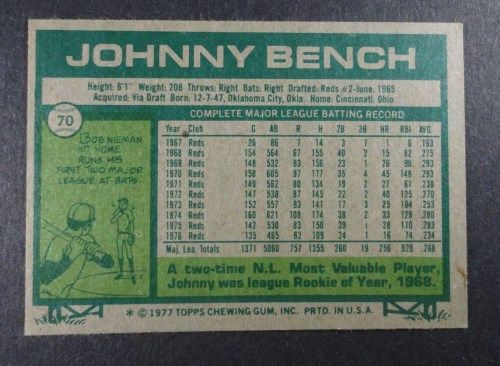 JOHNNY BENCH
Height: 6'1" Weight: 208 Throws: Right Bats: Right Drafted: Reds #2-June, 1965
Acquired: Via Draft Born: 12-7-47, Oklahoma City, Okla. Home: Cincinnati, Ohio
70
COMPLETE MAJOR LEAGUE BATTING RECORD
Year Club G AB R H 2B 3B HR RBI AVG.
1967 Reds 26 86 7 14 3 1 1 6 .163
1968 Reds 154 564 67 155 40 2 15 82 .275
1969 Reds 148 532 83 156 23 1 26 90 .293
1970 Reds 158 605 97 177 35 4 45 148 .293
1971 Reds 149 562 80 134 19 2 27 61 .238
1972 Reds 147 538 87 145 22 2 40 125 .270
1973 Reds 152 557 83 141 17 3 25 104 .253
1974 Reds 160 621 108 174 38 2 33 129 .280
1975 Reds 142 530 83 150 39 1 28 110 .283
1976 Reds 135 465 62 109 24 1 16 74 .234
Maj. Lea. Totals 1371 5060 757 1355 260 19 256 929 .268
BOB NIEMAN
HIT HOME
RUNS IN HIS
FIRST TWO MAJOR
LEAGUE AT-BATS.
A two-time N.L. Most Valuable Player,
Johnny was league Rookie of Year, 1968.
* © 1977 TOPPS CHEWING GUM, INC. PRTD. IN U.S.A.